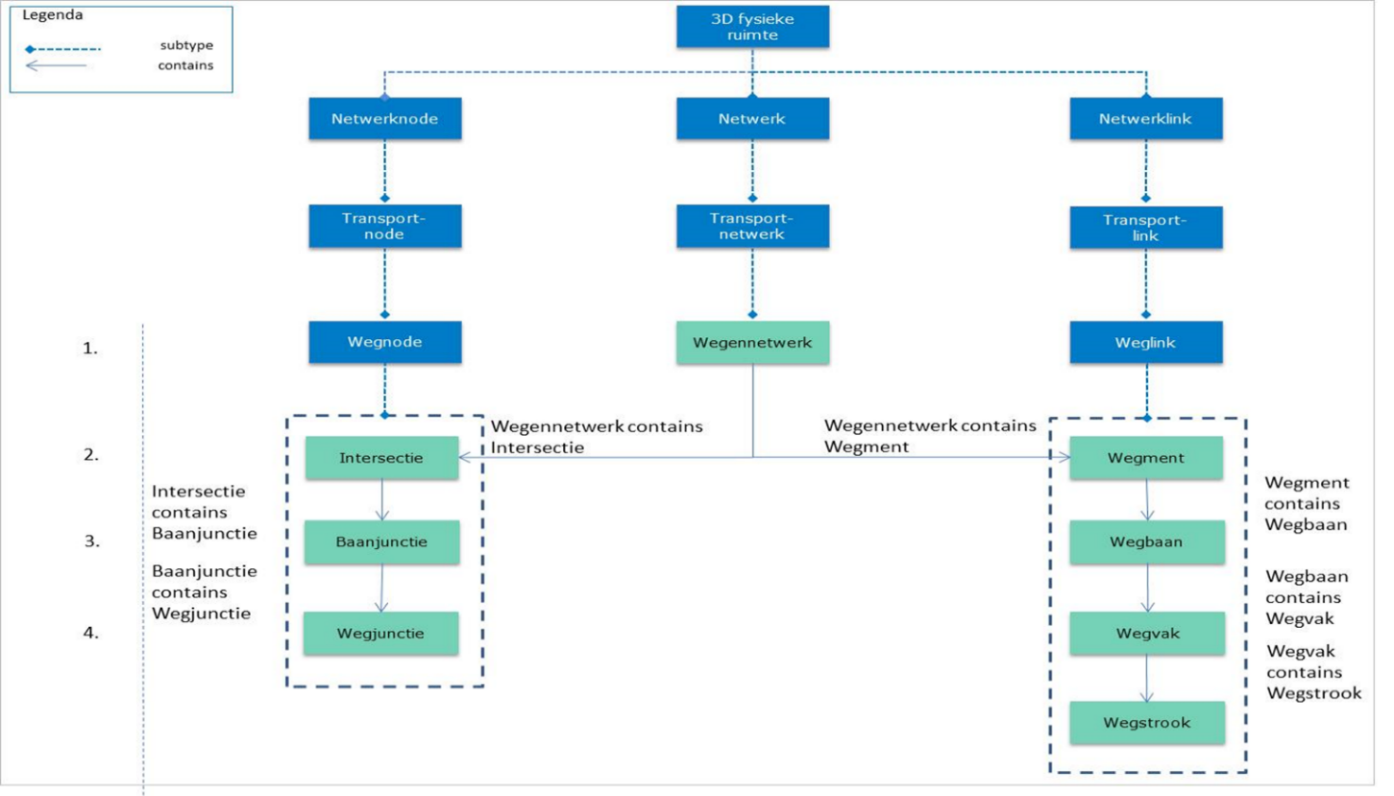 Legenda
subtype
contains
3D fysieke
ruimte
Netwerknode
Netwerk
Netwerklink
Transport-
node
Transport-
netwerk
Transport-
link
1.
Wegnode
Wegennetwerk
Weglink
Wegennetwerk contains
Intersectie
Wegennetwerk contains
Wegment
2.
Intersectie
Wegment
Intersectie
contains
Baanjunctie
Wegment
contains
Wegbaan
3.
Baanjunctie
Wegbaan
Baanjunctie
contains
Wegjunctie
Wegbaan
contains
Wegvak
4.
Wegjunctie
Wegvak
Wegvak
contains
Wegstrook
Wegstrook